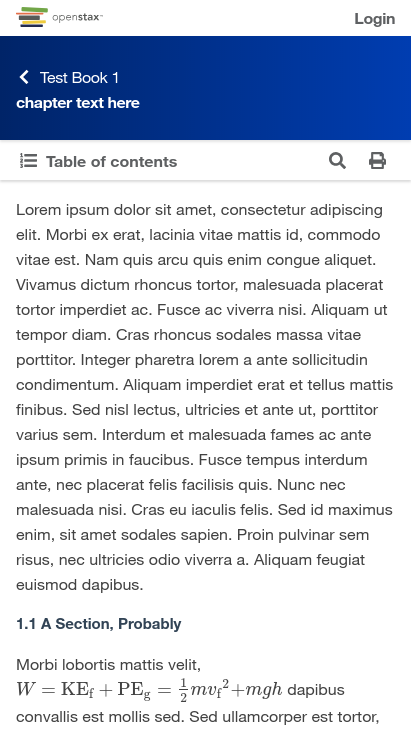 openstax™
Login
Test Book 1
chapter text here
Table of contents
Lorem ipsum dolor sit amet, consectetur adipiscing
elit. Morbi ex erat, lacinia vitae mattis id, commodo
vitae est. Nam quis arcu quis enim congue aliquet.
Vivamus dictum rhoncus tortor, malesuada placerat
tortor imperdiet ac. Fusce ac viverra nisi. Aliquam ut
tempor diam. Cras rhoncus sodales massa vitae
porttitor. Integer pharetra lorem a ante sollicitudin
condimentum. Aliquam imperdiet erat et tellus mattis
finibus. Sed nisl lectus, ultricies et ante ut, porttitor
varius sem. Interdum et malesuada fames ac ante
ipsum primis in faucibus. Fusce tempus interdum
ante, nec placerat felis facilisis quis. Nunc nec
malesuada nisi. Cras eu iaculis felis. Sed id maximus
enim, sit amet sodales sapien. Proin pulvinar sem
risus, nec ultricies odio viverra a. Aliquam feugiat
euismod dapibus.
1.1 A Section, Probably
Morbi lobortis mattis velit,
W = KE_f + PE_g = 1/2 mv_f²+mgh dapibus
convallis est mollis sed. Sed ullamcorper est tortor,